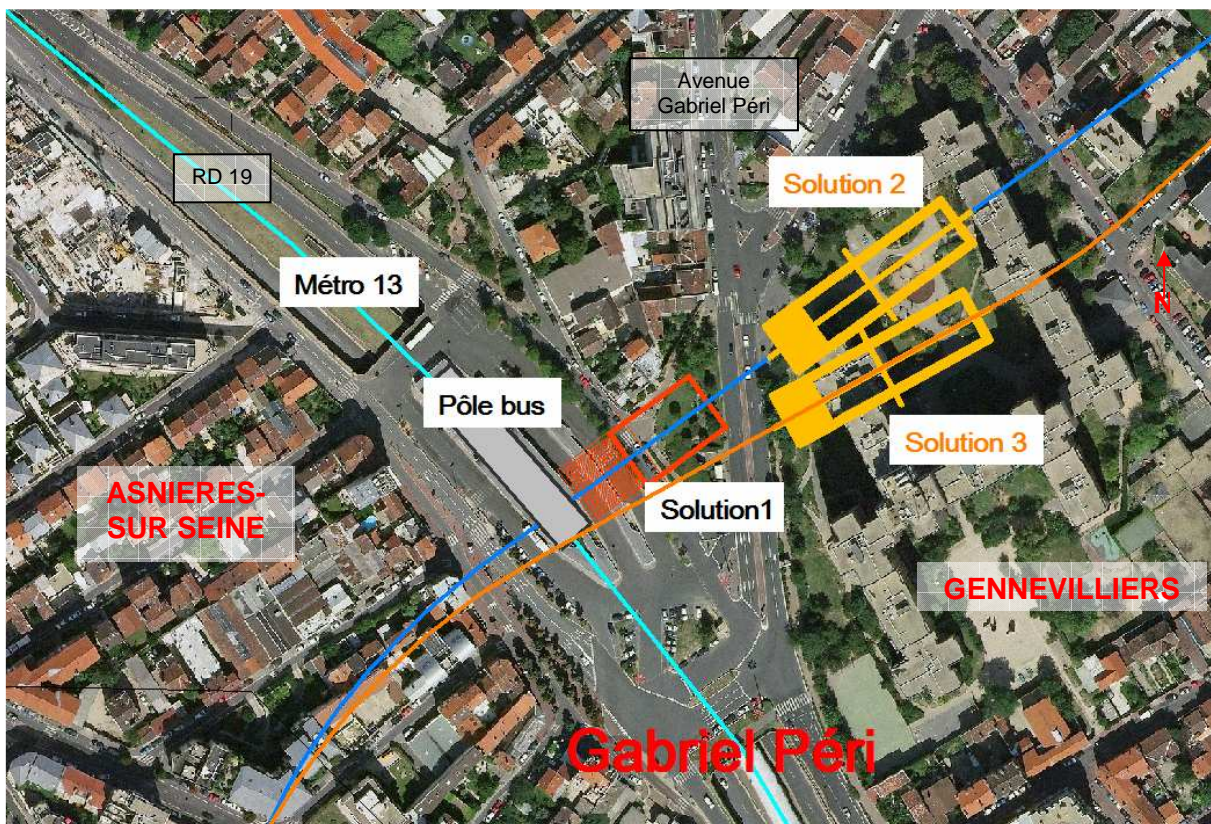 Avenue
Gabriel Péri
RD 19
Solution 2
Métro 13
N
Pôle bus
Solution 3
ASNIERES-
SUR SEINE
Solution1
GENNEVILLIERS
Gabriel Péri